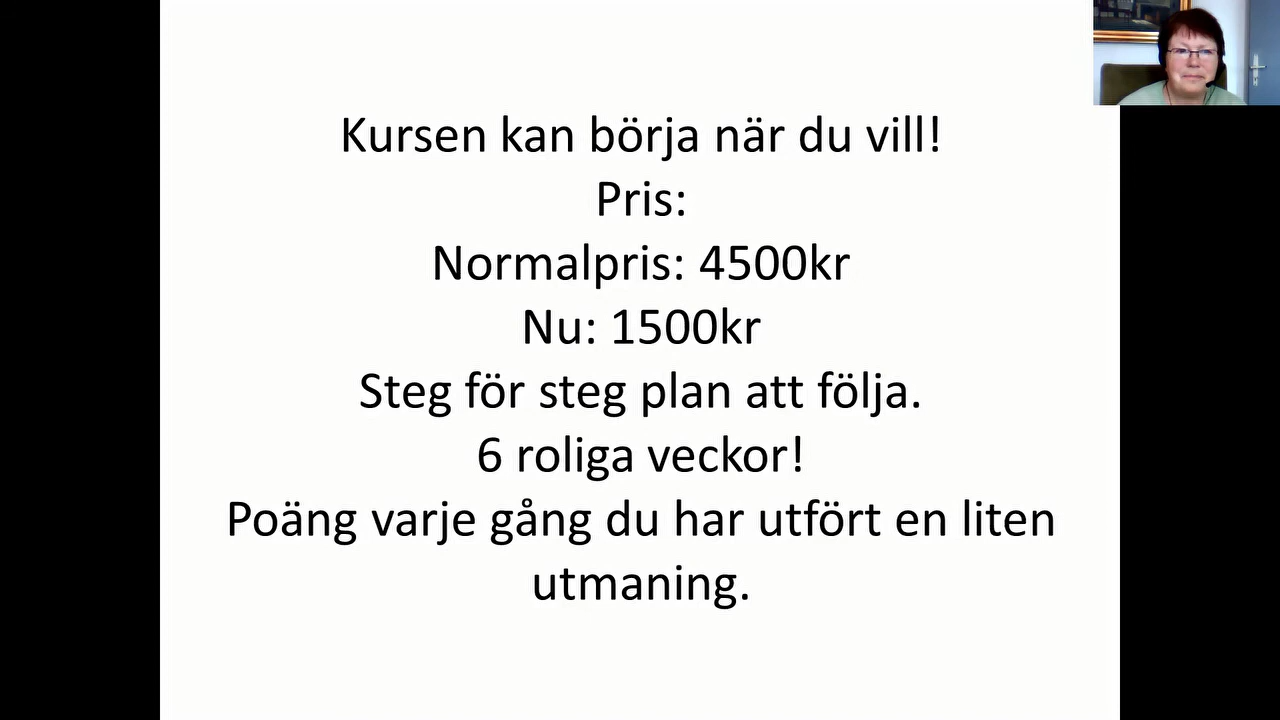 Kursen kan börja när du vill!
Pris:
Normalpris: 4500kr
Nu: 1500kr
Steg för steg plan att följa.
6 roliga veckor!
Poäng varje gång du har utfört en liten
utmaning.